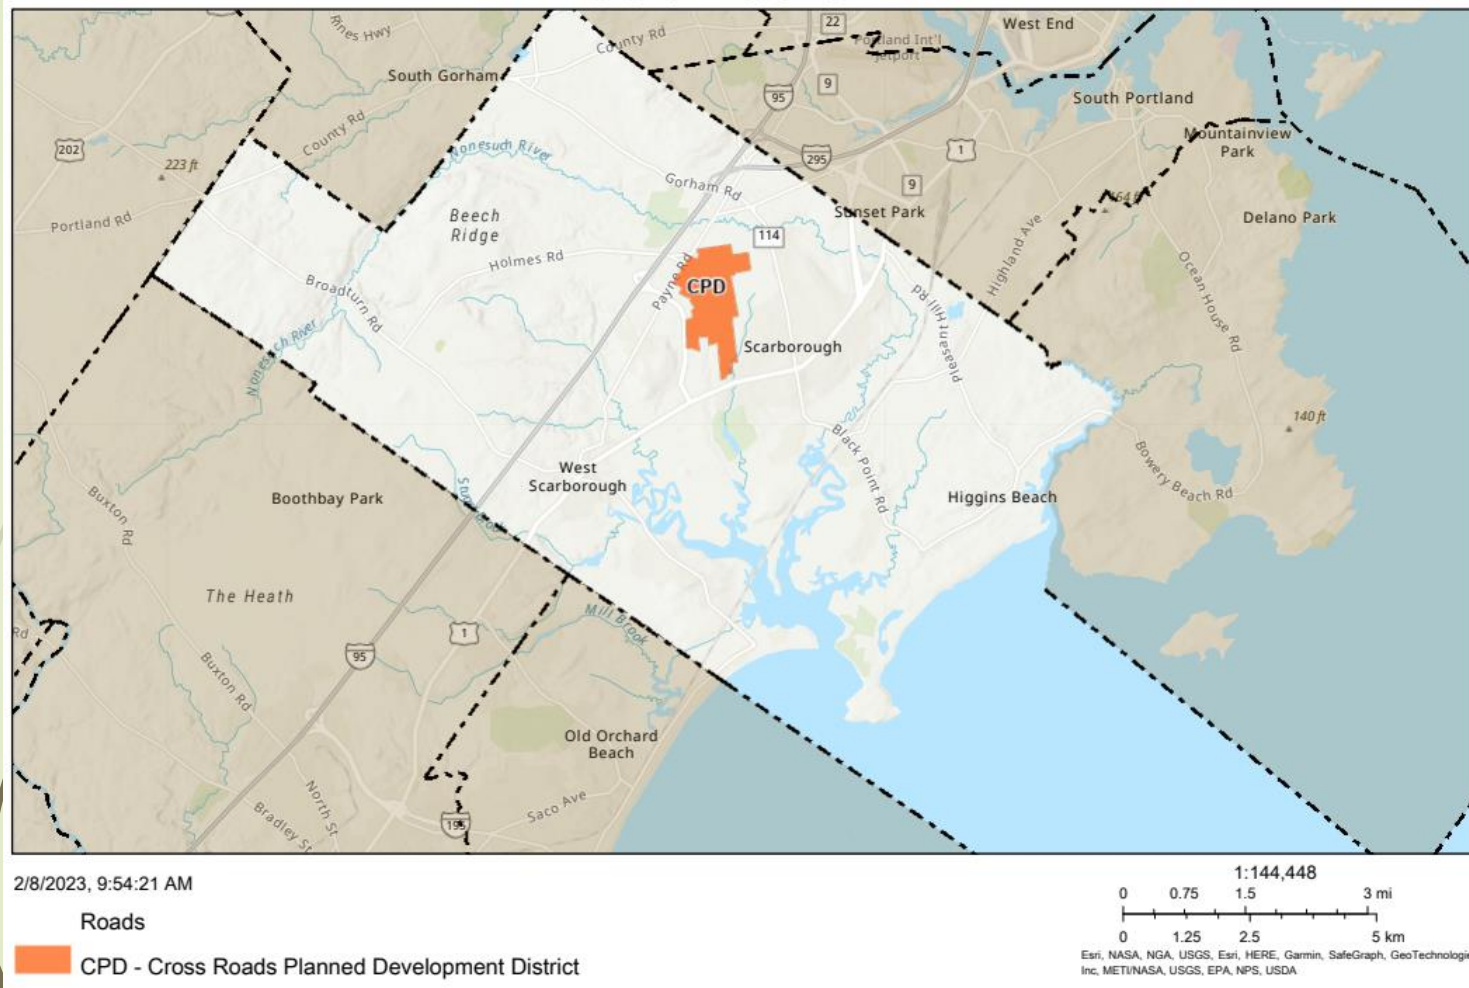 Pines Hwy
County Rd
22
West End
Portland Int'l
Jetport
South Gorham
95
9
South Portland
County Rd
202
Nonesuch River
Mountainview
Park
223 ft
295
1
9
Gorham Rd
164 ft
Portland Rd
Beech
Ridge
Sunset Park
Delano Park
114
Highland Ave
Holmes Rd
Payne Rd
CPD
Ocean House Rd
Broadturn Rd
Pleasant Hill Rd
Nonesuch River
Scarborough
140 ft
Black Point Rd
West
Scarborough
Bowery Beach Rd
Boothbay Park
Higgins Beach
Buxton Rd
The Heath
Mill Brook
Rd
1
95
Buxton Rd
Old Orchard
Beach
North St
Saco Ave
Bradley St
195
2/8/2023, 9:54:21 AM
1:144,448
0 0.75 1.5 3 mi
0 1.25 2.5 5 km
Roads
CPD - Cross Roads Planned Development District
Esri, NASA, NGA, USGS, Esri, HERE, Garmin, SafeGraph, GeoTechnologie
Inc, METI/NASA, USGS, EPA, NPS, USDA